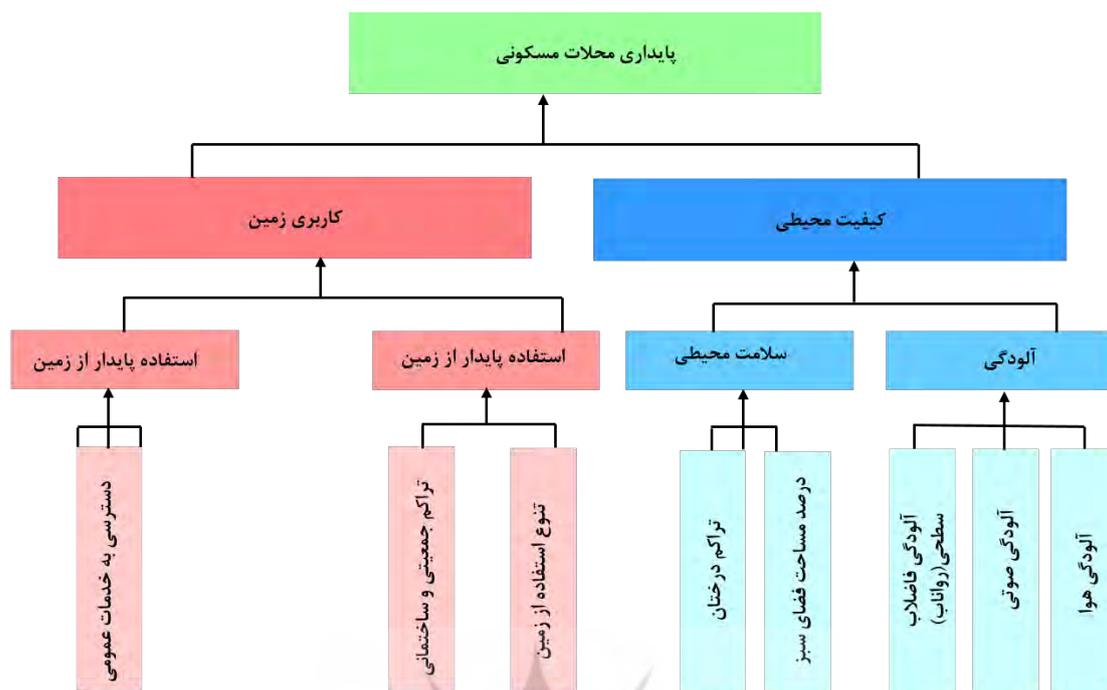 پایداری محلات مسکونی
کیفیت محیطی
کاربری زمین
آلودگی
سلامت محیطی
استفاده پایدار از زمین
استفاده پایدار از زمین
آلودگی هوا
آلودگی صوتی
آلودگی فاضلاب
سطحی(رواناب)
درصد مساحت فضای سبز
تراکم درختان
تنوع استفاده از زمین
تراکم جمعیتی و ساختمانی
دسترسی به خدمات عمومی